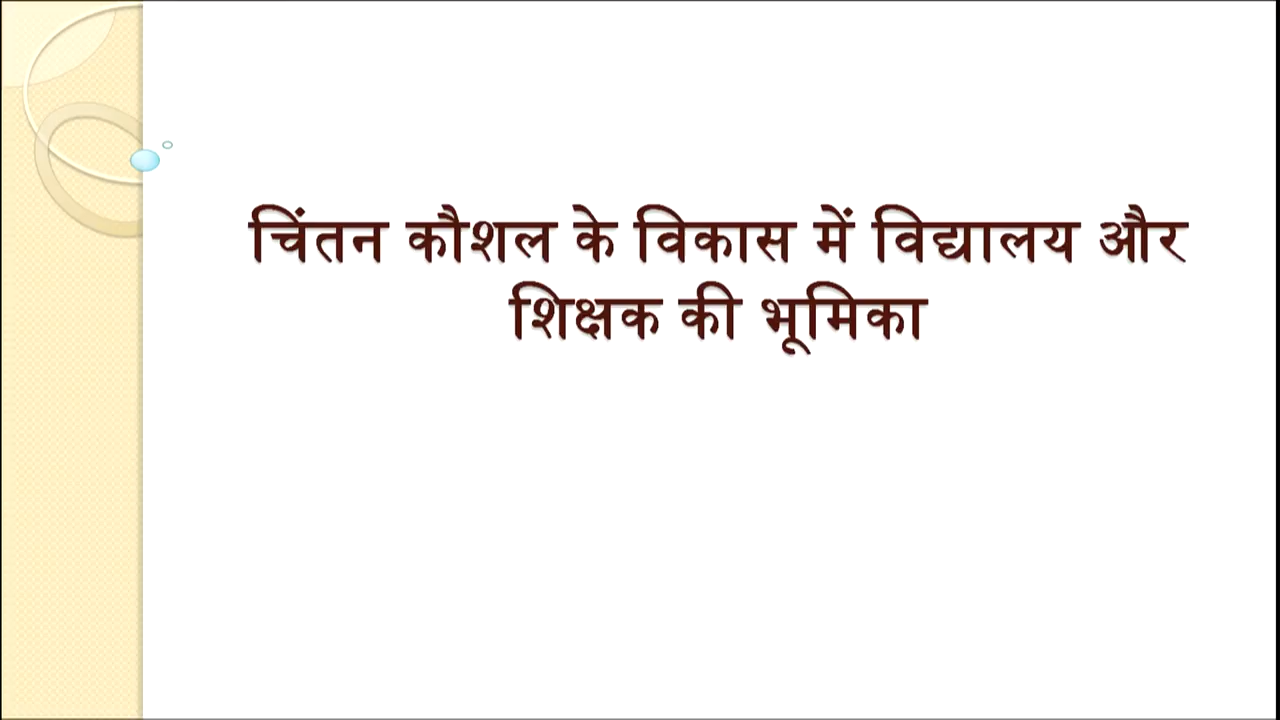 चिंतन कौशल के विकास में विद्यालय और
शिक्षक की भूमिका